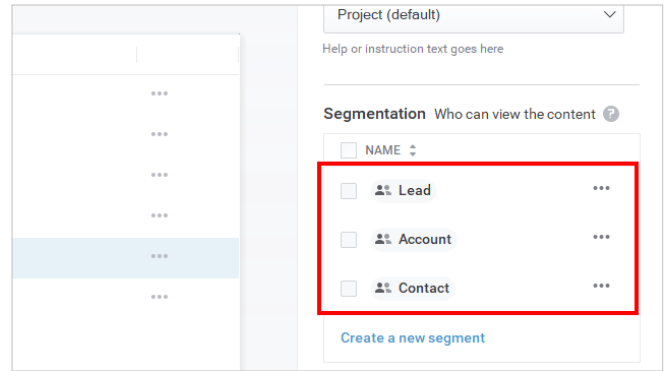 Project (default)
Help or instruction text goes here
Segmentation Who can view the content ?
NAME
Lead
Account
Contact
Create a new segment